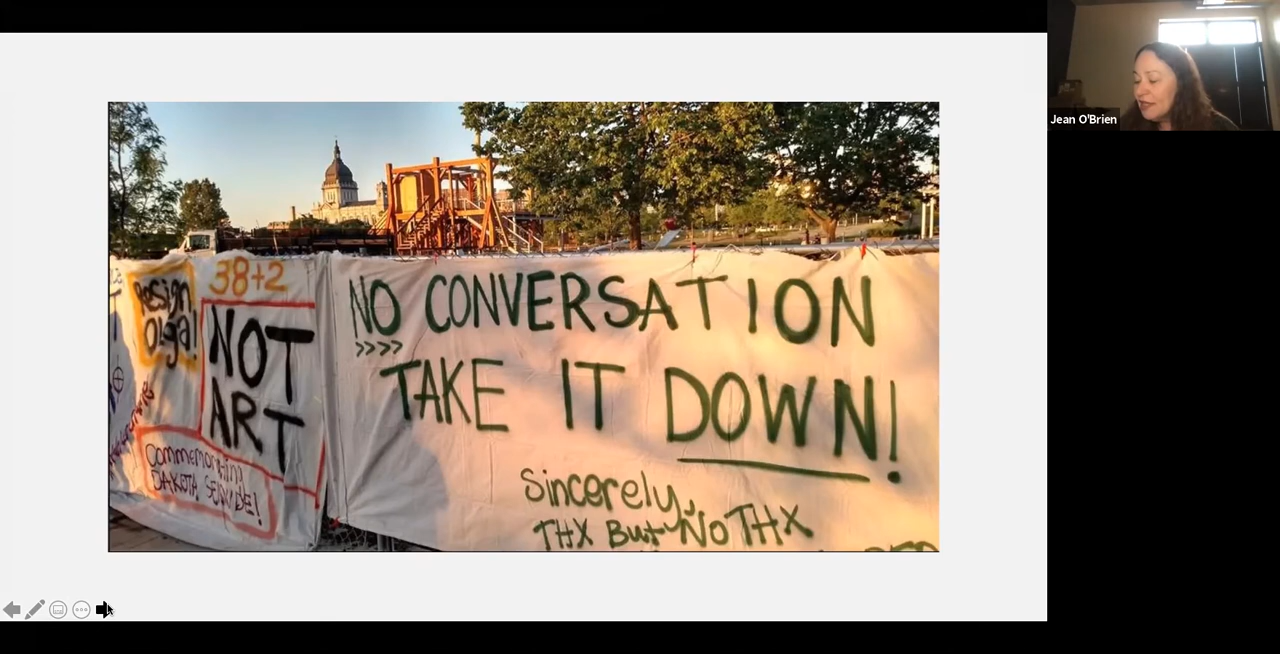 Jean O'Brien
38+2
Resign
Olga!
NOT
ART
Commemorating
DAKOTA
NO CONVERSATION
>>>>
TAKE IT DOWN!
Sincerely,
THX BUT NO THX